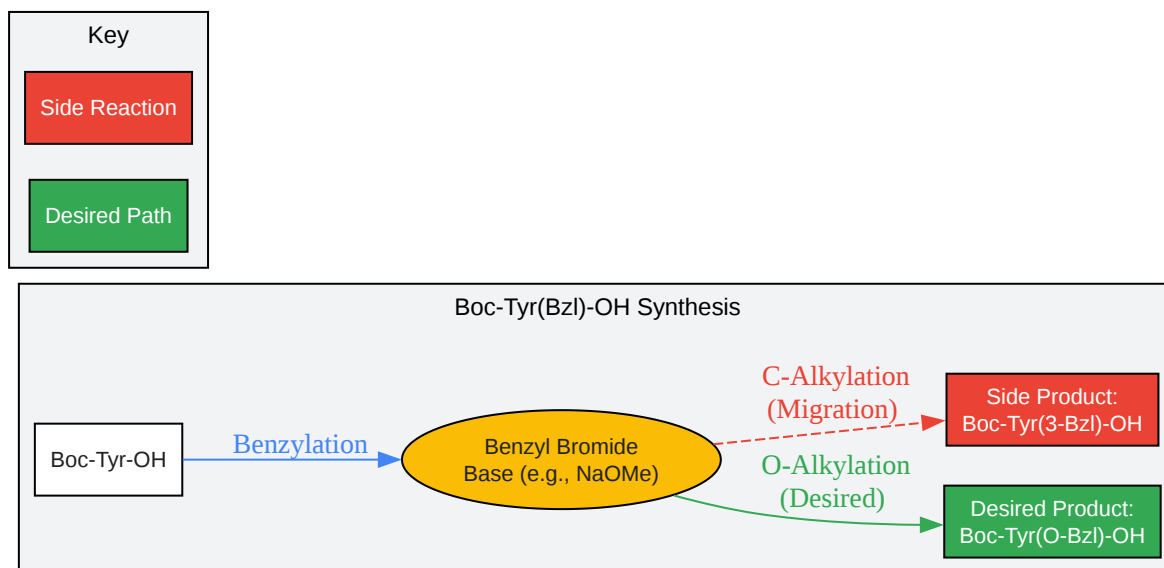 Key
Side Reaction
Desired Path
Boc-Tyr(Bzl)-OH Synthesis
Boc-Tyr-OH
Benzylation
Benzyl Bromide
Base (e.g., NaOMe)
C-Alkylation
(Migration)
O-Alkylation
(Desired)
Side Product:
Boc-Tyr(3-Bzl)-OH
Desired Product:
Boc-Tyr(O-Bzl)-OH